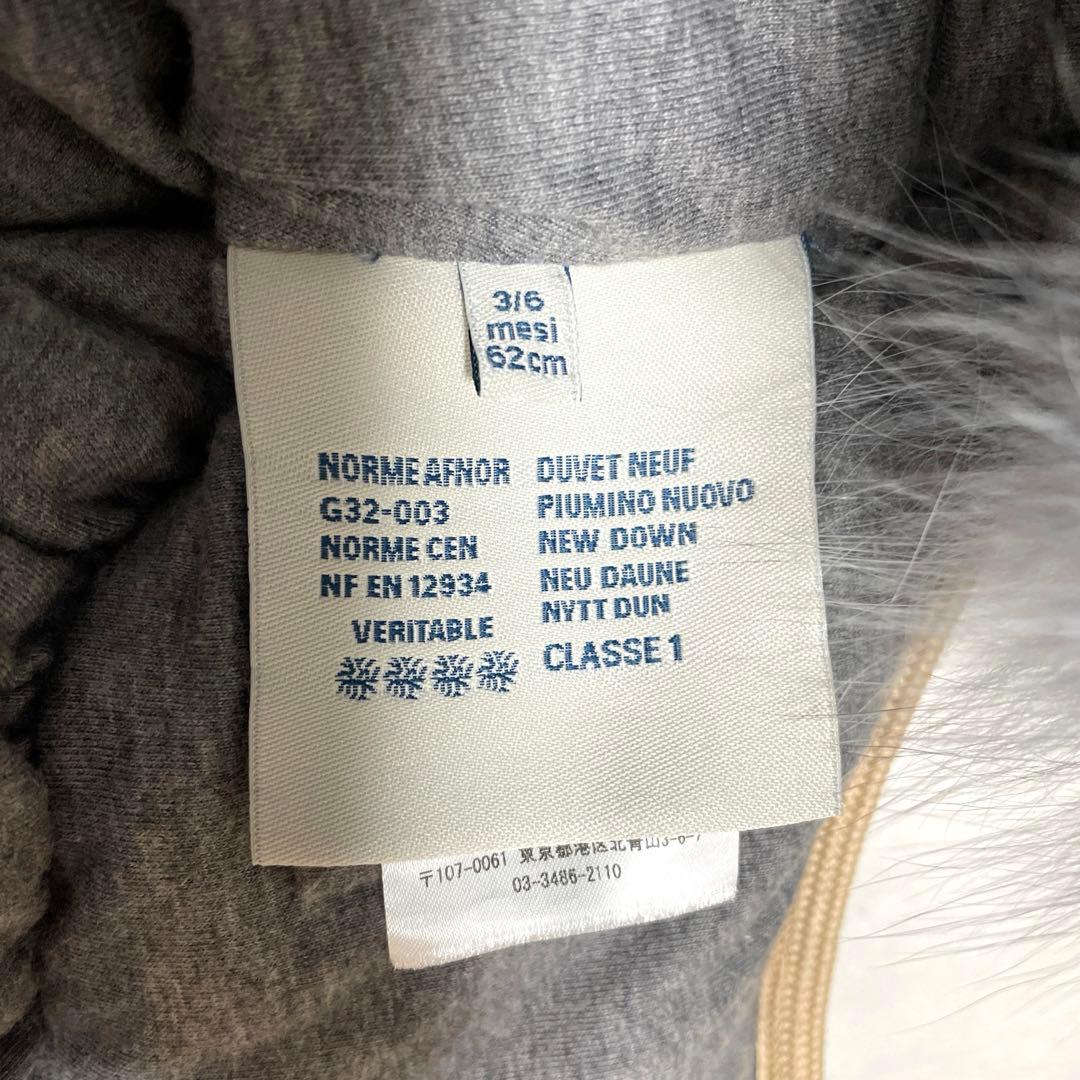 3/6
mesi
62cm
NORME AFNOR
G32-003
NORME CEN
NF EN 12934
VERITABLE
DUVET NEUF
PIUMINO NUOVO
NEW DOWN
NEU DAUNE
NYTT DUN
CLASSE 1
〒107-0061 東京都港区北青山3-6-7
03-3486-2110